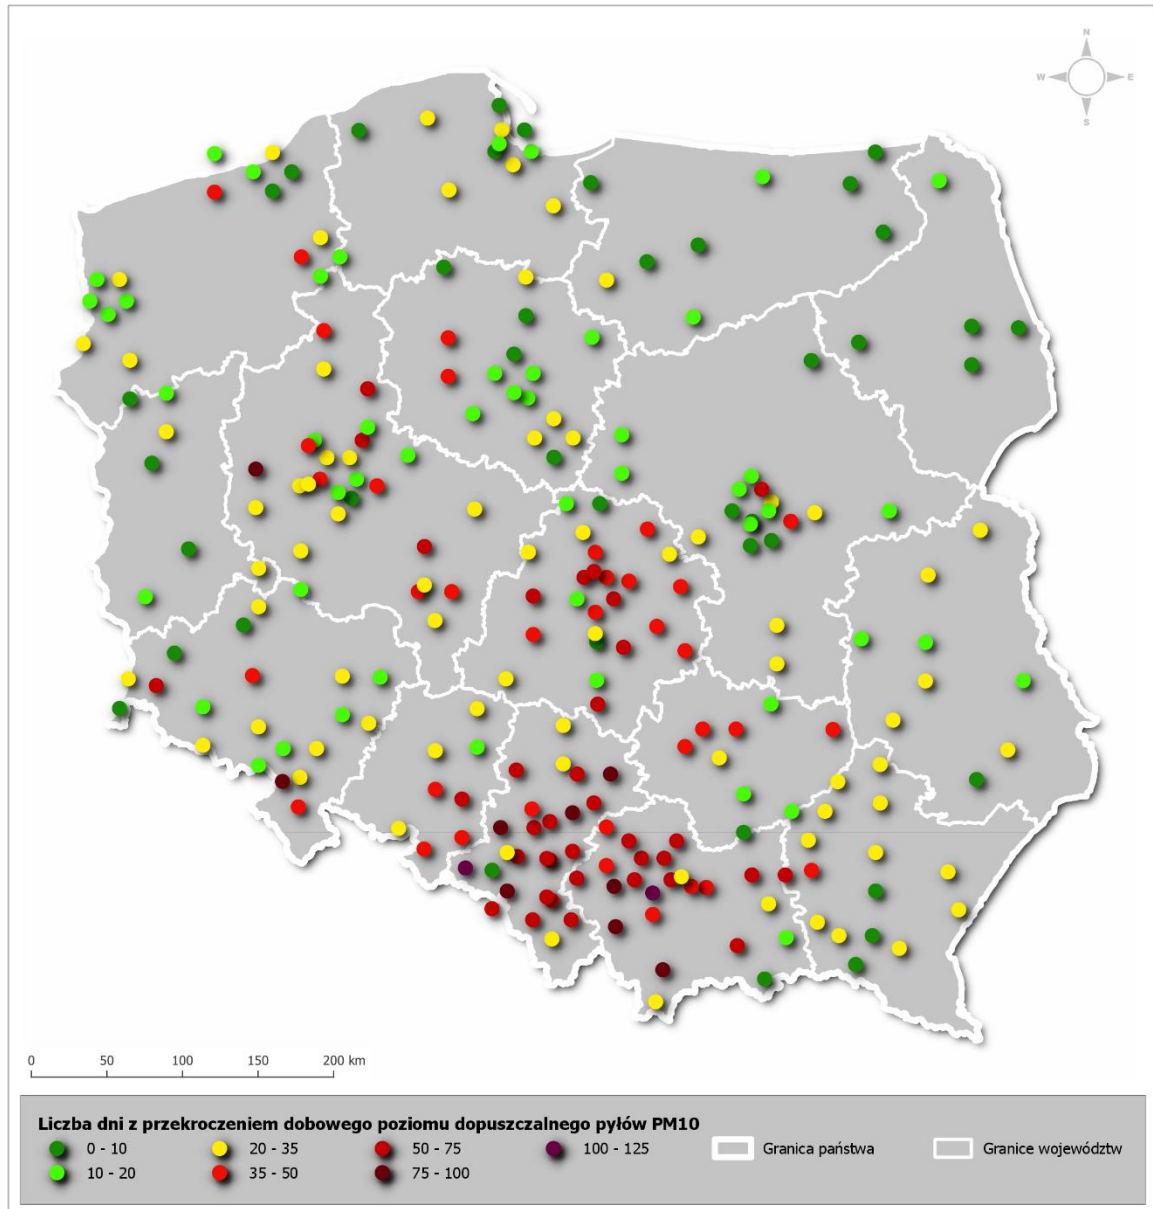 N
W E
S
0 50 100 150 200 km
Liczba dni z przekroczeniem dobowego poziomu dopuszczalnego pyłów PM10
0 - 10 20 - 35 50 - 75 100 - 125 Granica państwa Granice województw
10 - 20 35 - 50 75 - 100